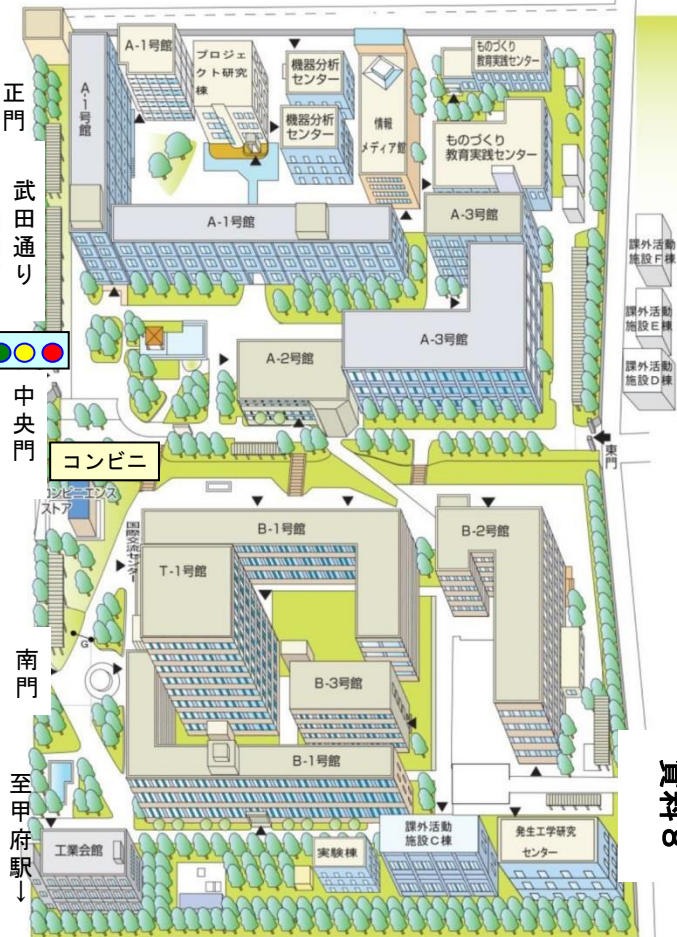 正門
武田通り
中央門
南門
至甲府駅→
A-1号館
A-1号館
プロジェ
クト研究
棟
機器分析
センター
機器分析
センター
情報
メディア館
ものづくり
教育実践センター
ものづくり
教育実践センター
A-1号館
A-3号館
A-3号館
A-2号館
課外活動
施設F棟
課外活動
施設E棟
課外活動
施設D棟
東門
コンビニ
コンビニエンス
ストア
国際交流センター
B-1号館
B-2号館
T-1号館
G
B-3号館
B-1号館
資料8
工業会館
実験棟
課外活動
施設C棟
発生工学研究
センター